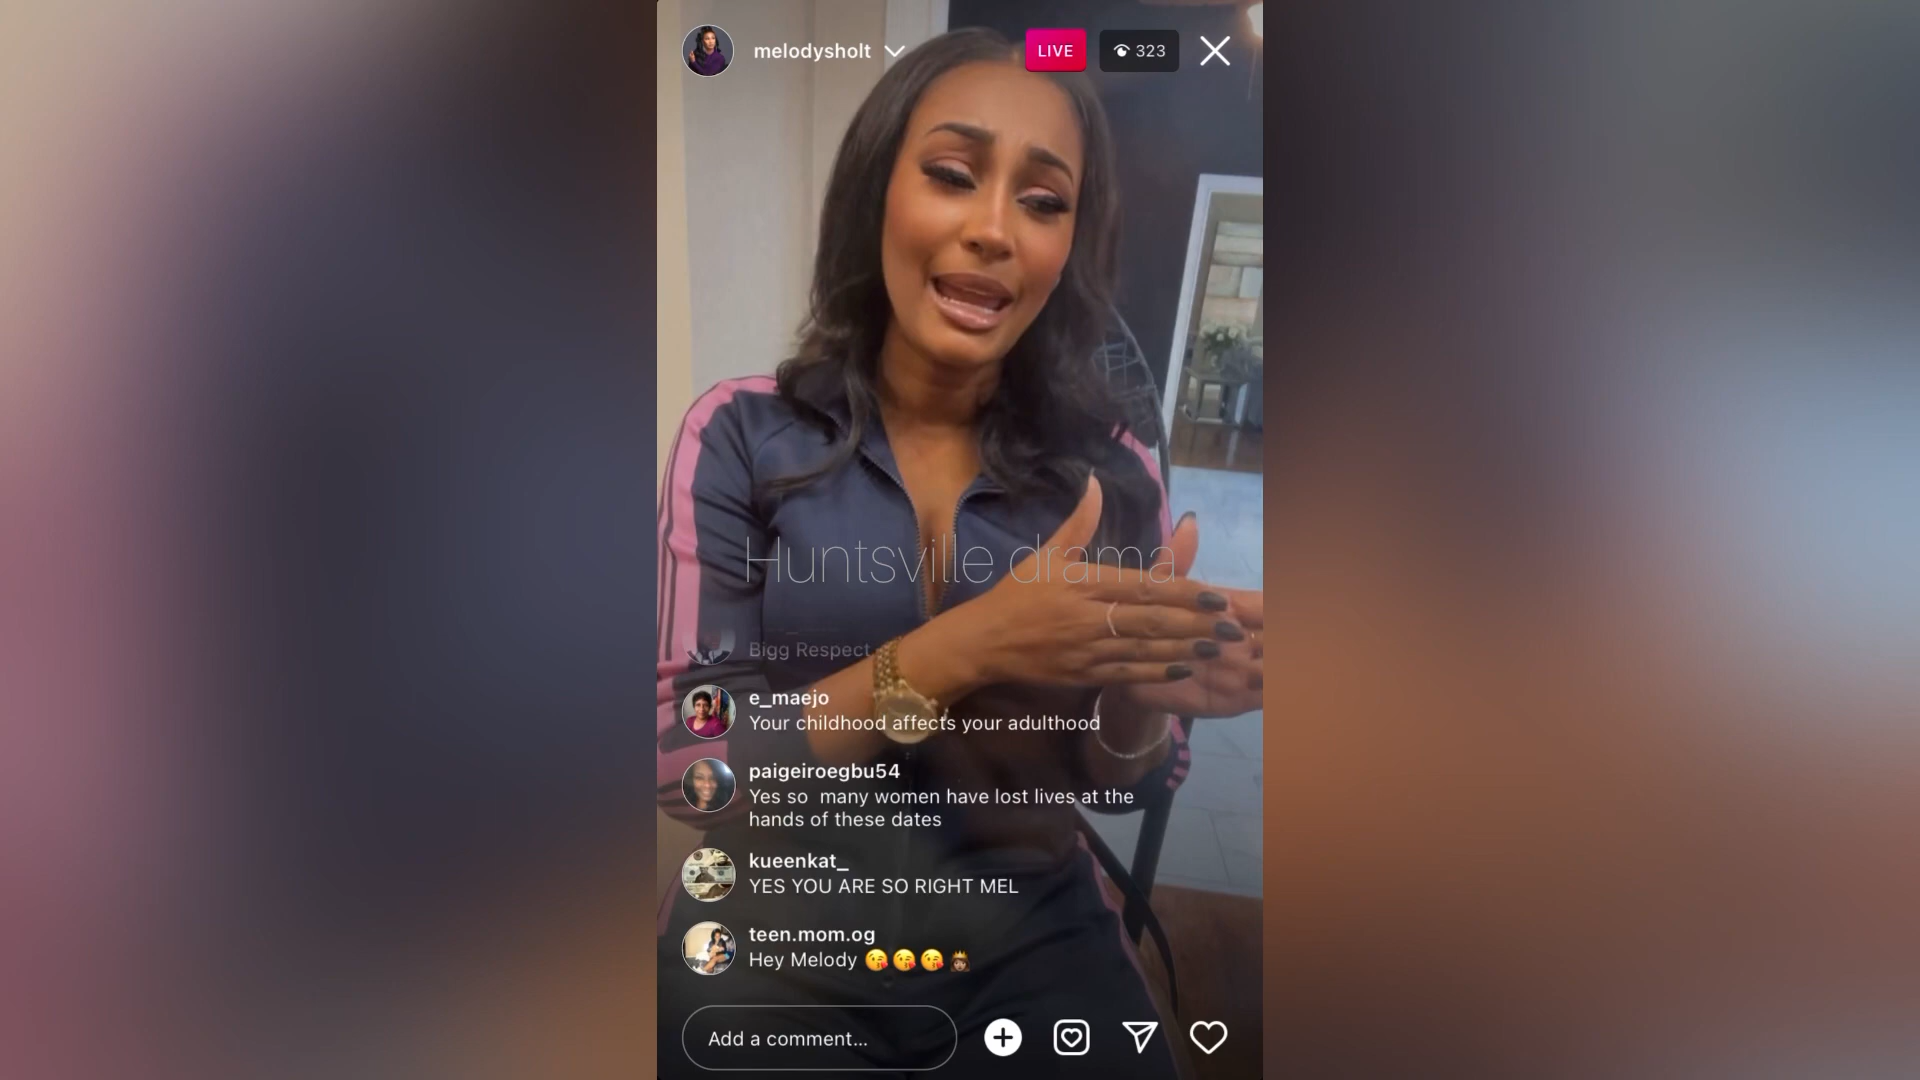 melodysholt
LIVE
323
Huntsville drama
Bigg Respect
e_maejo
Your childhood affects your adulthood
paigeiroegbu54
Yes so many women have lost lives at the
hands of these dates
kueenkat_
YES YOU ARE SO RIGHT MEL
teen.mom.og
Hey Melody 😘😘😘👸🏽
Add a comment...